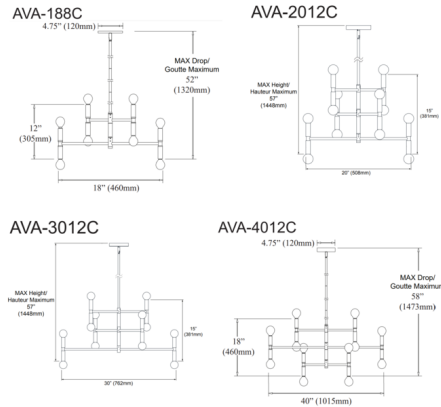 AVA-188C
4.75" (120mm)
MAX Drop/
Goutte Maximum
52"
(1320mm)
12"
(305mm)
18" (460mm)
AVA-2012C
MAX Height/
Hauteur Maximum
57"
(1448mm)
15"
(381mm)
20" (508mm)
AVA-3012C
MAX Height/
Hauteur Maximum
57"
(1448mm)
15"
(381mm)
30" (762mm)
AVA-4012C
4.75" (120mm)
MAX Drop/
Goutte Maximum
58"
(1473mm)
18"
(460mm)
40" (1015mm)